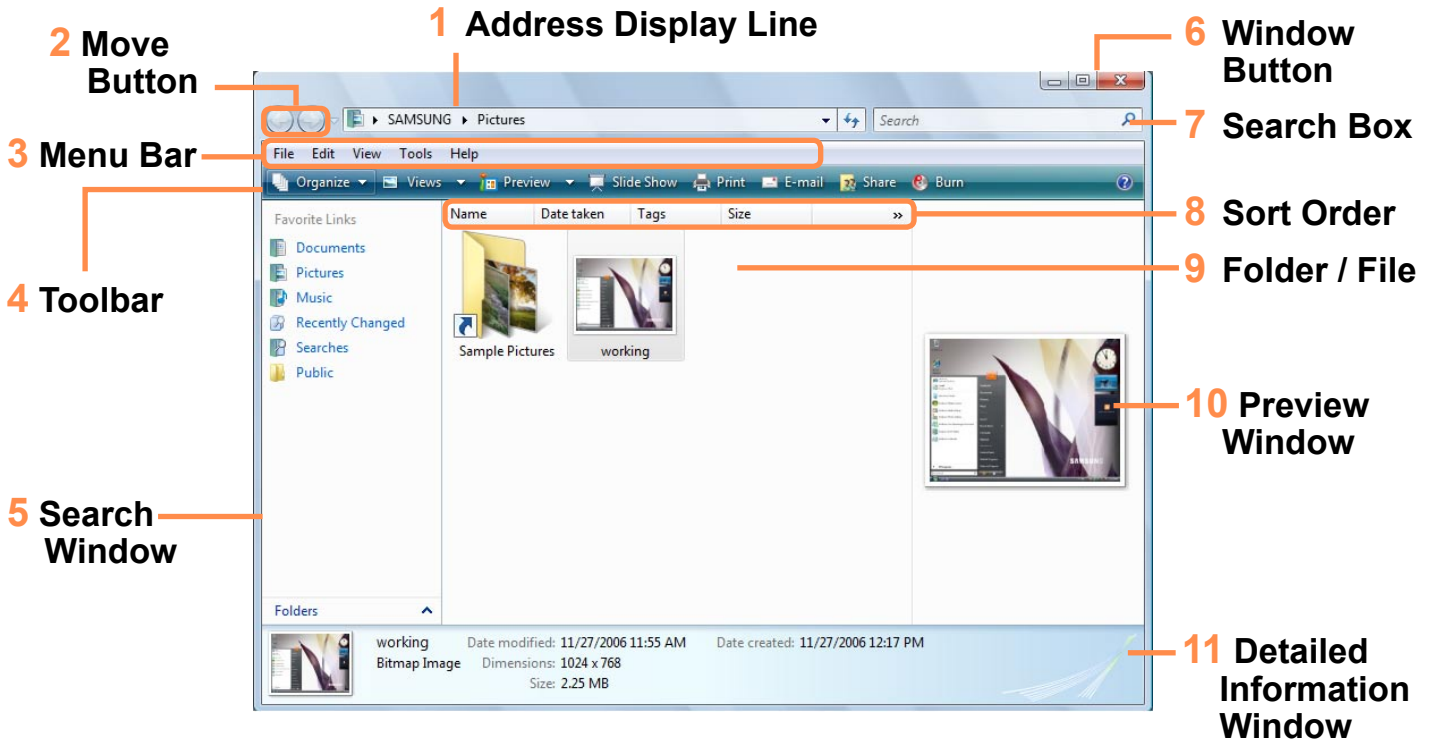 1 Address Display Line
2 Move
Button
6 Window
Button
SAMSUNG Pictures
Search
7 Search Box
3 Menu Bar
File Edit View Tools Help
Organize Views Preview Slide Show Print E-mail Share Burn
4 Toolbar
Favorite Links
Documents
Pictures
Music
Recently Changed
Searches
Public
Name Date taken Tags Size »
8 Sort Order
9 Folder / File
Sample Pictures working
SAMSUNG
10 Preview
Window
5 Search
Window
Folders
working Date modified: 11/27/2006 11:55 AM Date created: 11/27/2006 12:17 PM
Bitmap Image Dimensions: 1024 x 768
Size: 2.25 MB
11 Detailed
Information
Window